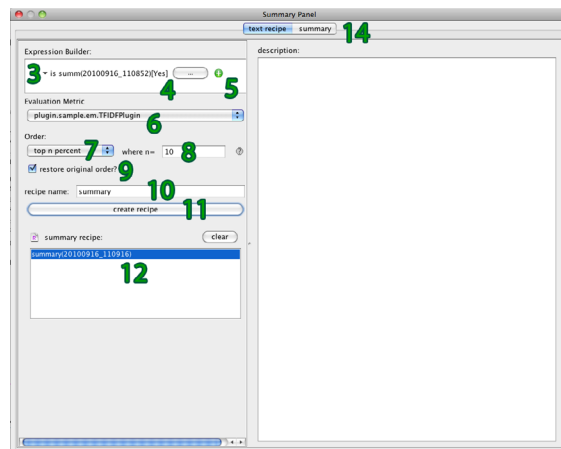 Summary Panel
text recipe summary 14
Expression Builder:
description:
3 is summ(20100916_110852)[Yes] ...
4 5
Evaluation Metric
plugin.sample.em.TFIDFPlugin
6
Order:
top n percent 7 where n= 10 8 ?
restore original order? 9
recipe name: summary 10
create recipe 11
summary recipe: clear
summary(20100916_110916)
12